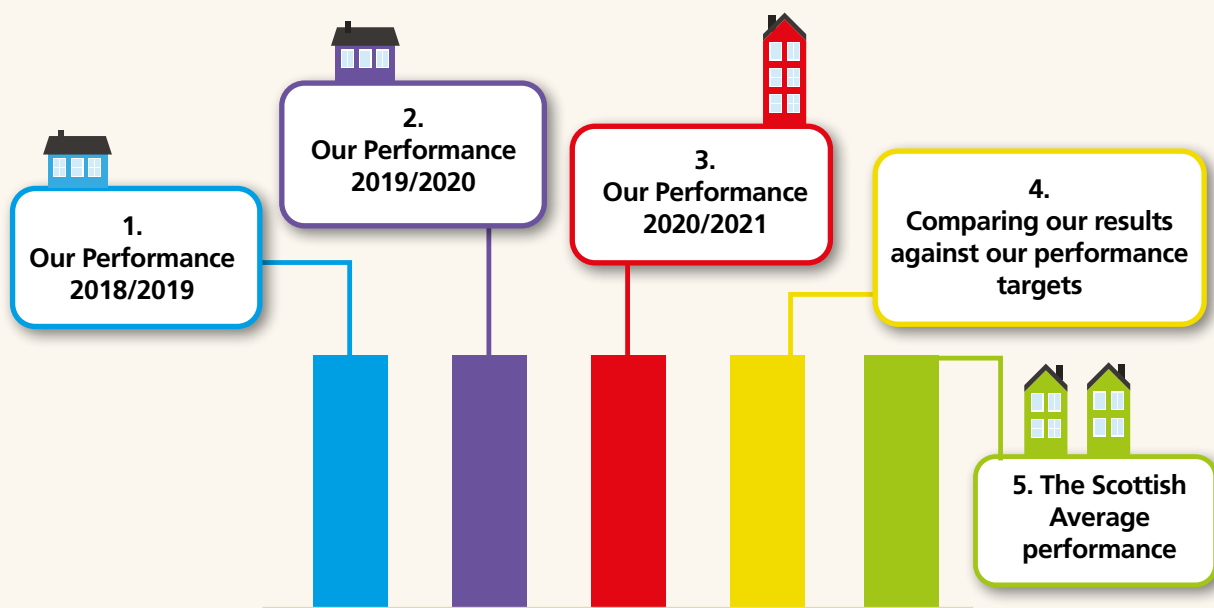 1.
Our Performance
2018/2019
2.
Our Performance
2019/2020
3.
Our Performance
2020/2021
4.
Comparing our results
against our performance
targets
5. The Scottish
Average
performance